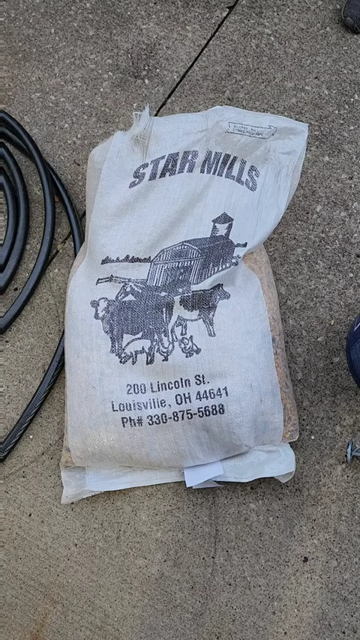 STAR MILLS
200 Lincoln St.
Louisville, OH 44641
Ph# 330-875-5688